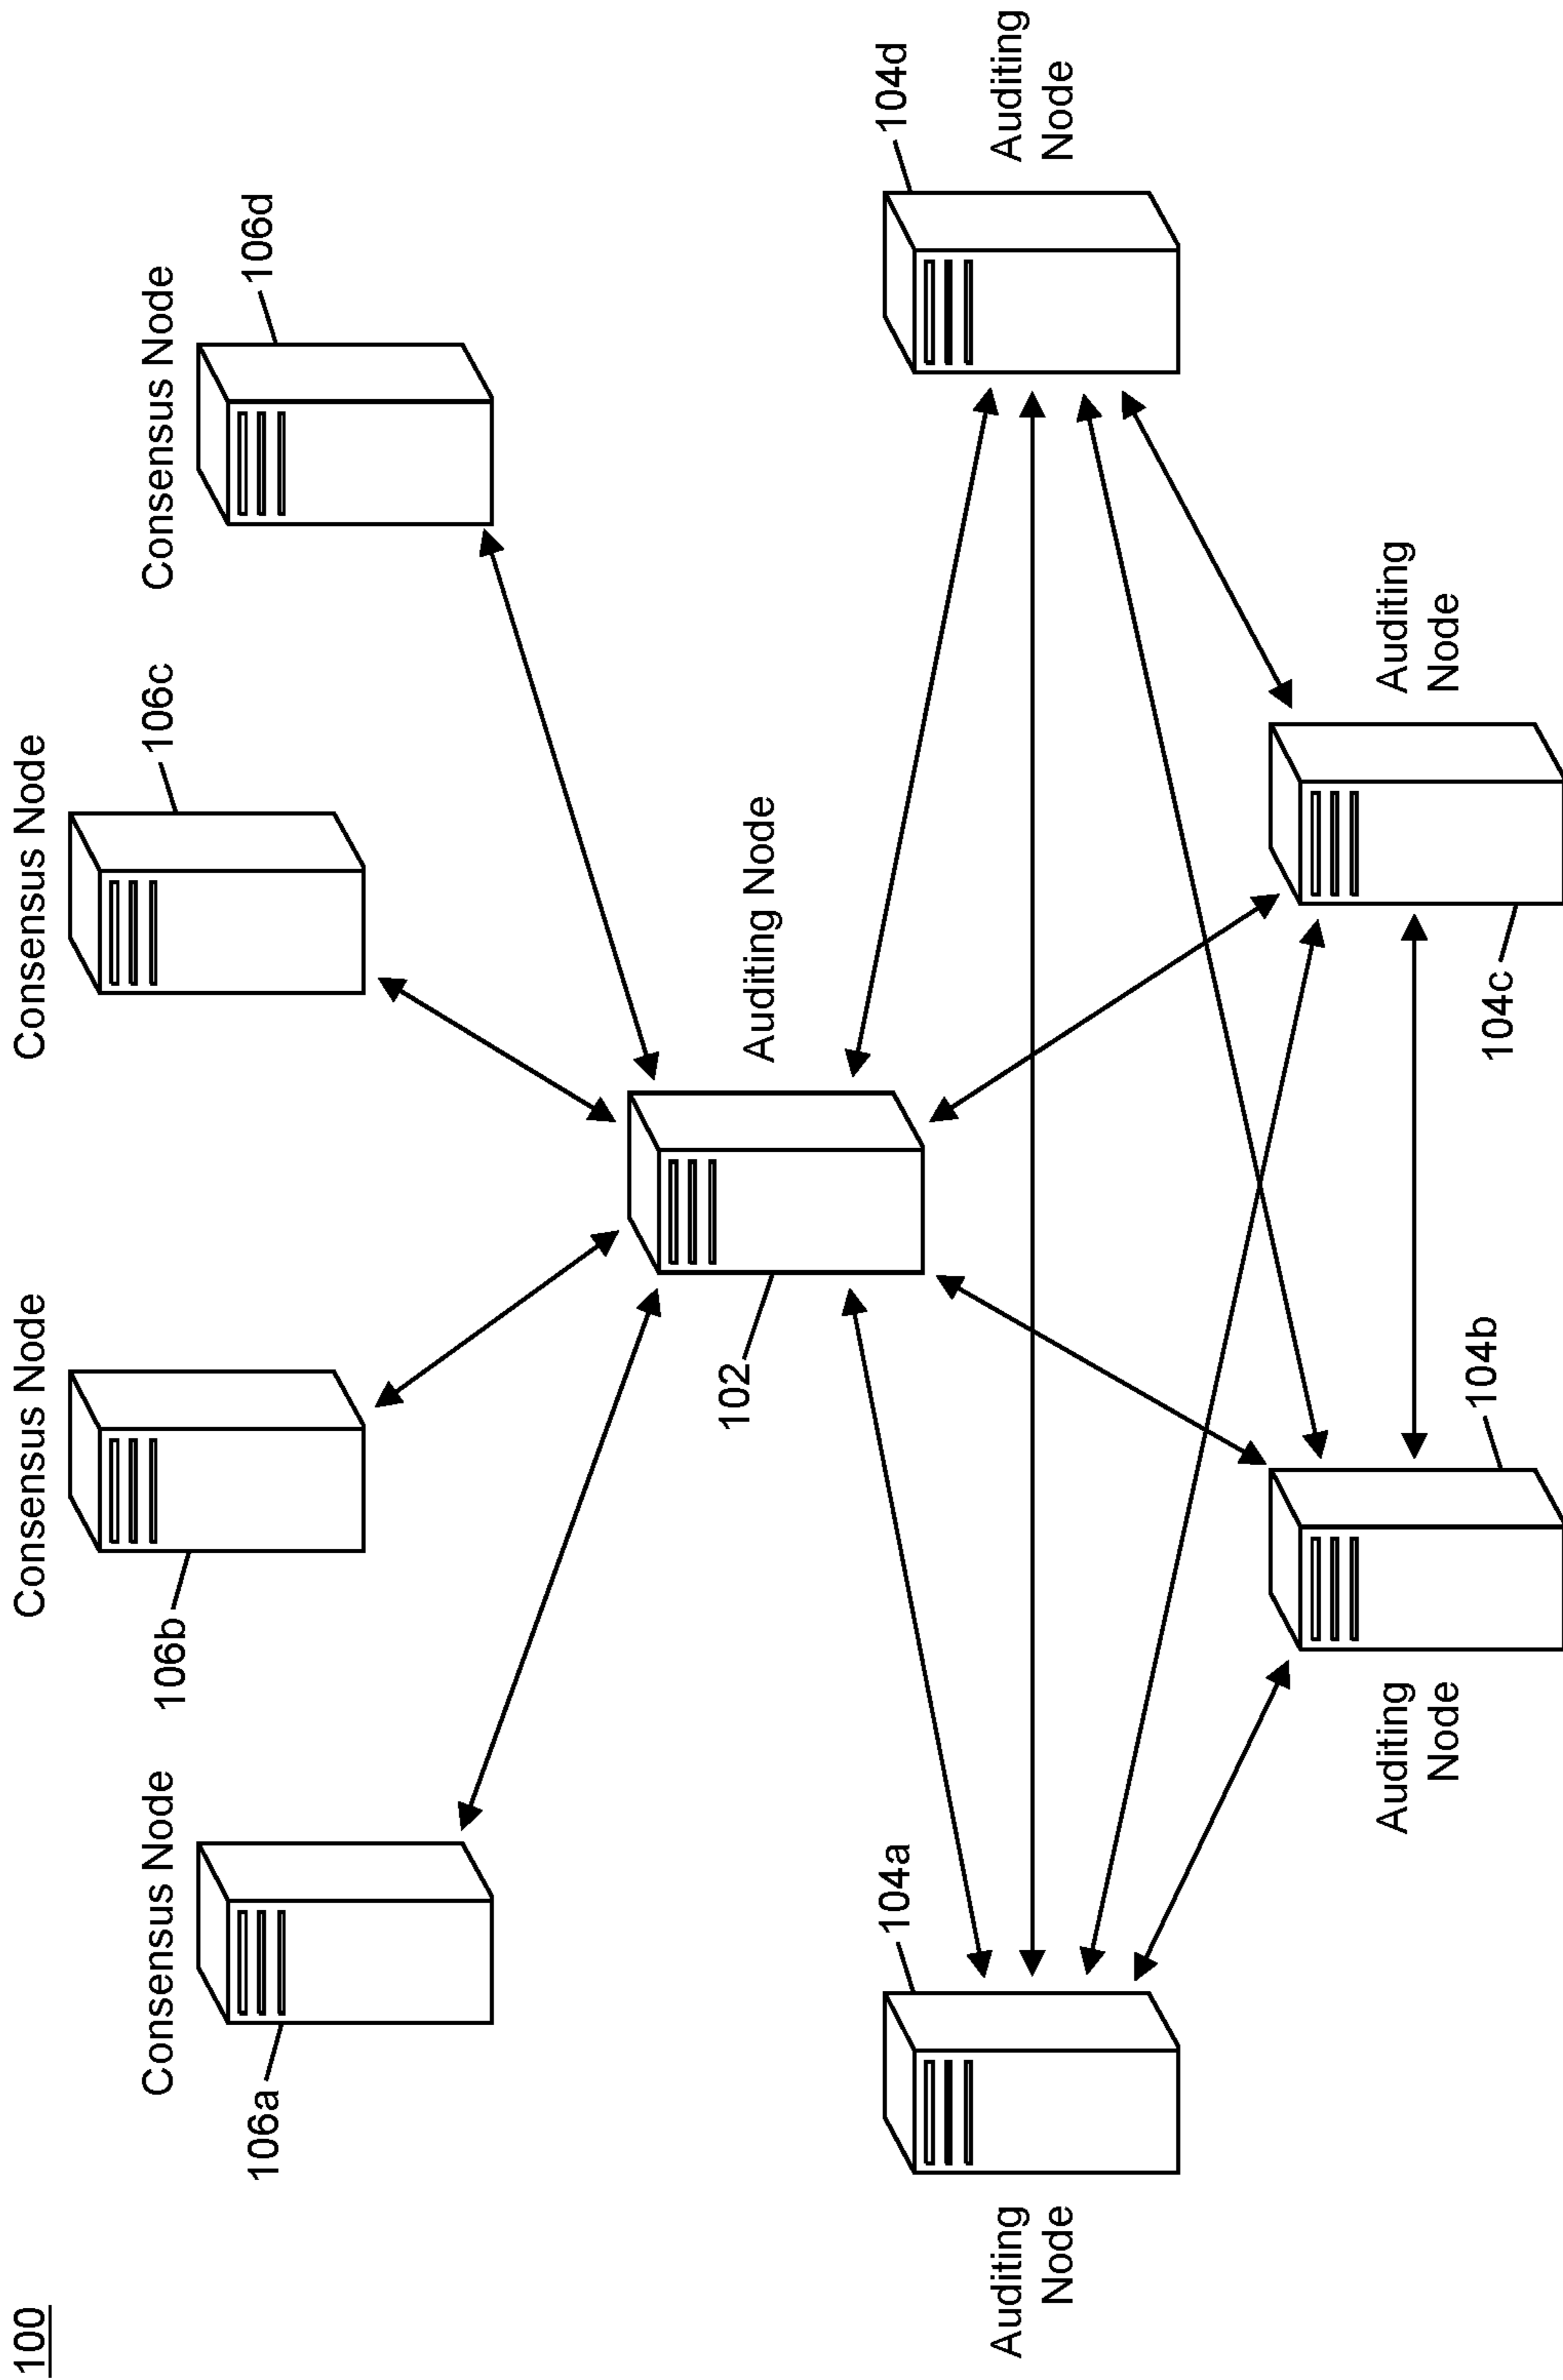 100
Consensus Node
Consensus Node
106b
106c
Consensus Node
Consensus Node
106a
106d
Auditing Node
102
104a
104d
Auditing
Node
Auditing
Node
104b
104c
Auditing
Node
Auditing
Node